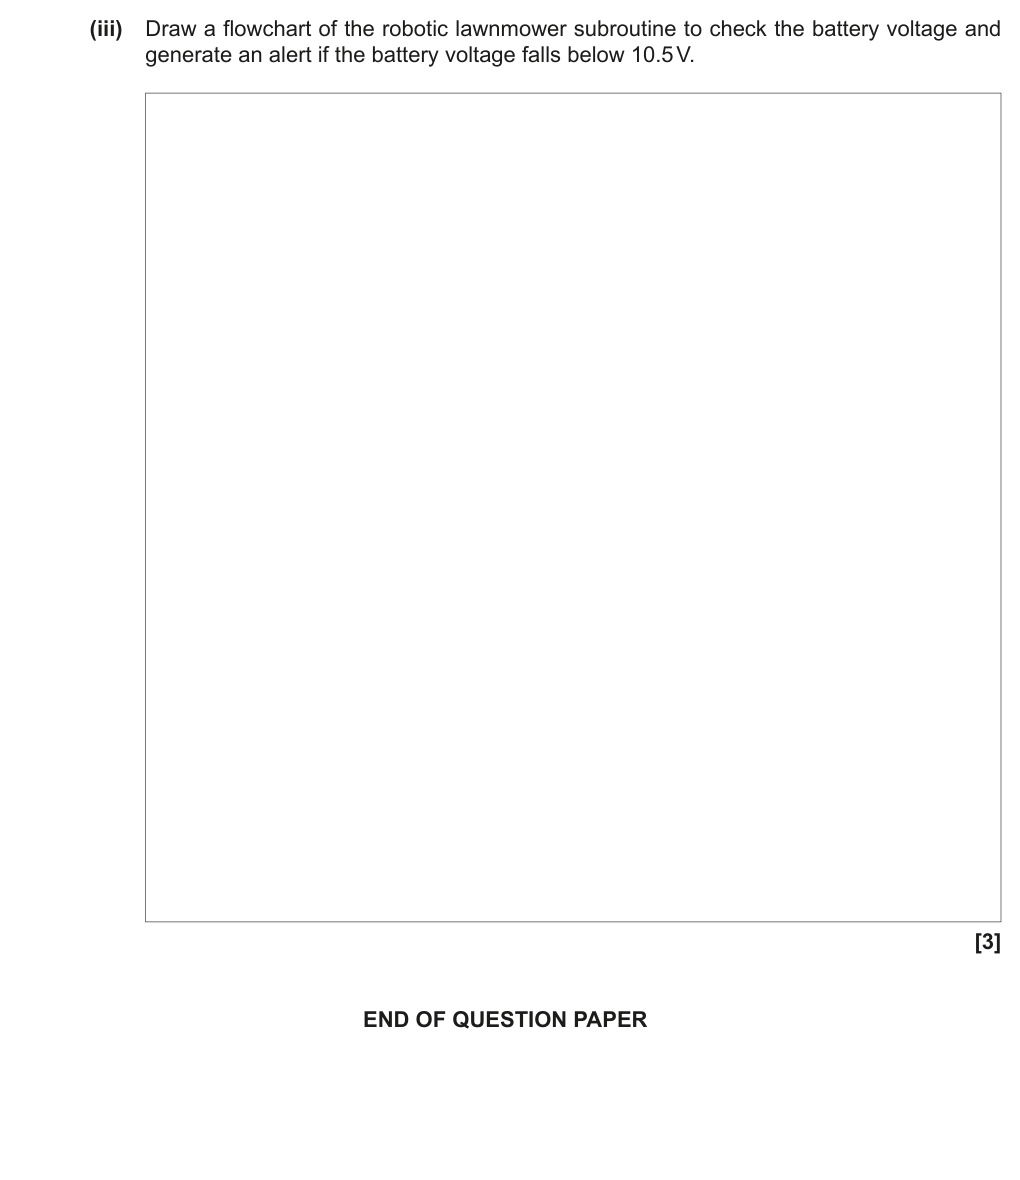 (iii) Draw a flowchart of the robotic lawnmower subroutine to check the battery voltage and
generate an alert if the battery voltage falls below 10.5 V.
[3]
END OF QUESTION PAPER